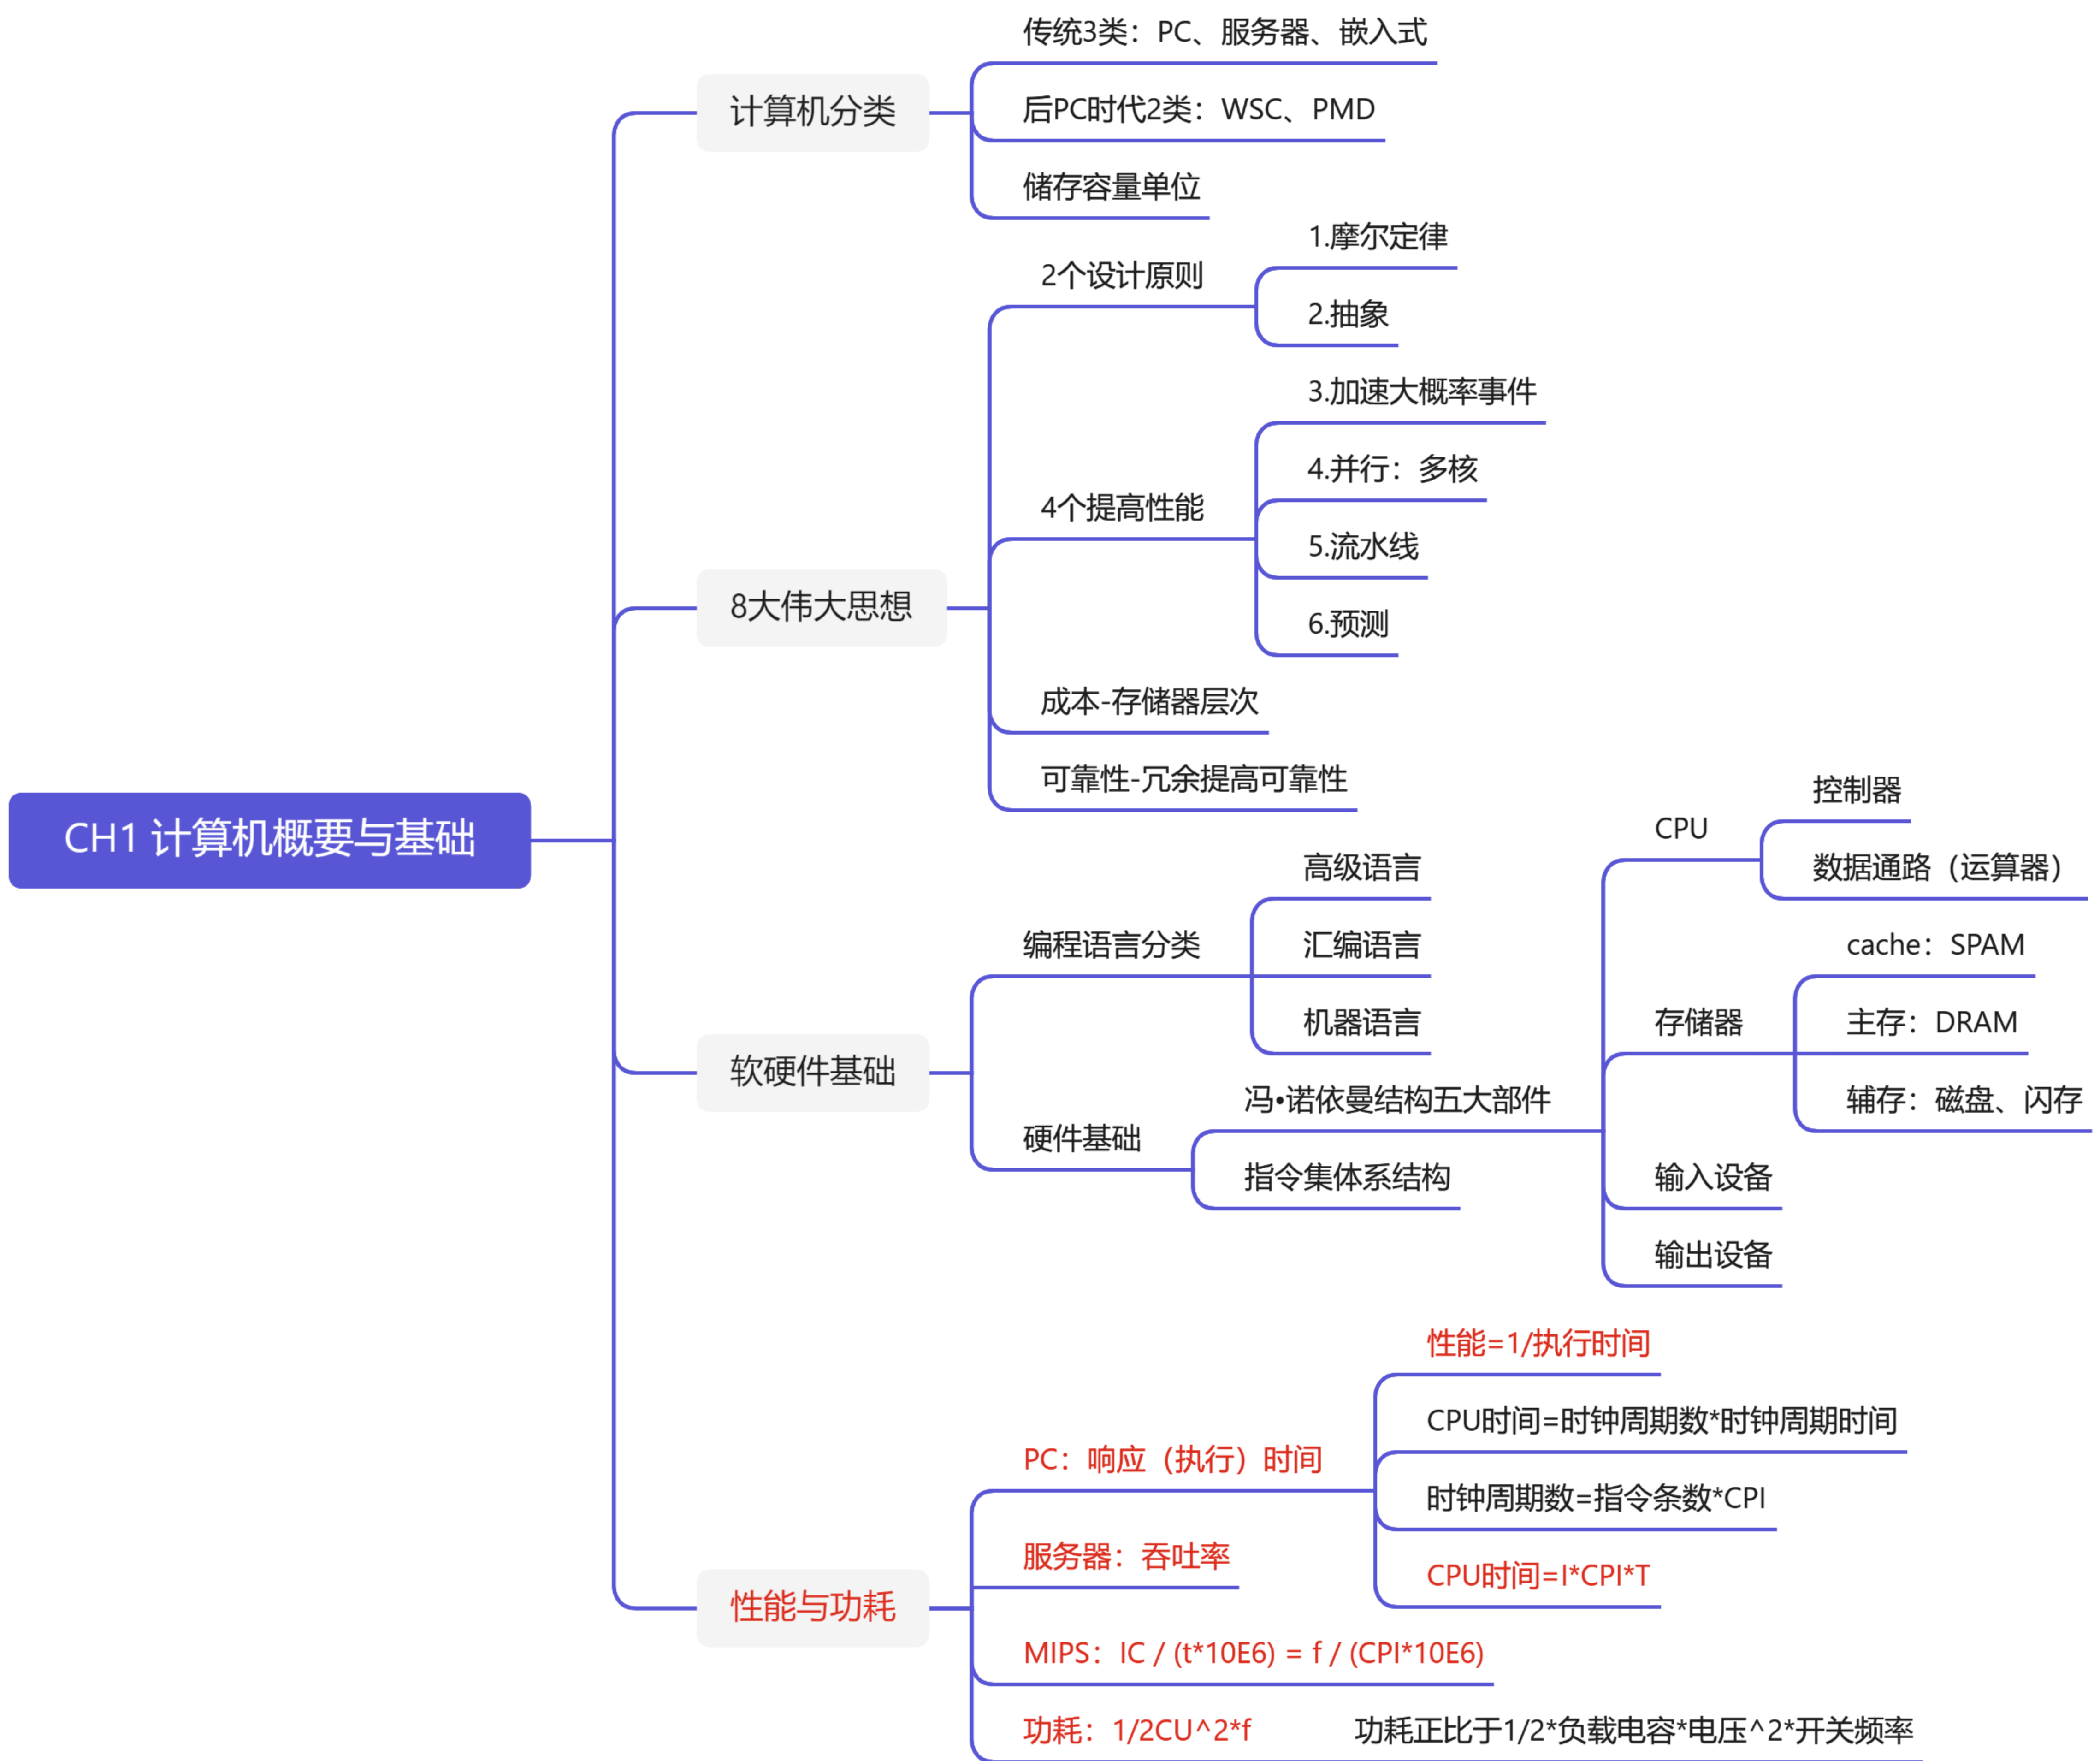 CH1 计算机概要与基础
计算机分类
传统3类：PC、服务器、嵌入式
后PC时代2类：WSC、PMD
储存容量单位
8大伟大思想
2个设计原则
1.摩尔定律
2.抽象
4个提高性能
3.加速大概率事件
4.并行：多核
5.流水线
6.预测
成本-存储器层次
可靠性-冗余提高可靠性
软硬件基础
编程语言分类
高级语言
汇编语言
机器语言
硬件基础
冯•诺依曼结构五大部件
CPU
控制器
数据通路（运算器）
存储器
cache：SPAM
主存：DRAM
辅存：磁盘、闪存
输入设备
输出设备
指令集体系结构
性能与功耗
PC：响应（执行）时间
性能=1/执行时间
CPU时间=时钟周期数*时钟周期时间
时钟周期数=指令条数*CPI
CPU时间=I*CPI*T
服务器：吞吐率
MIPS：IC / (t*10E6) = f / (CPI*10E6)
功耗：1/2CU^2*f 功耗正比于1/2*负载电容*电压^2*开关频率